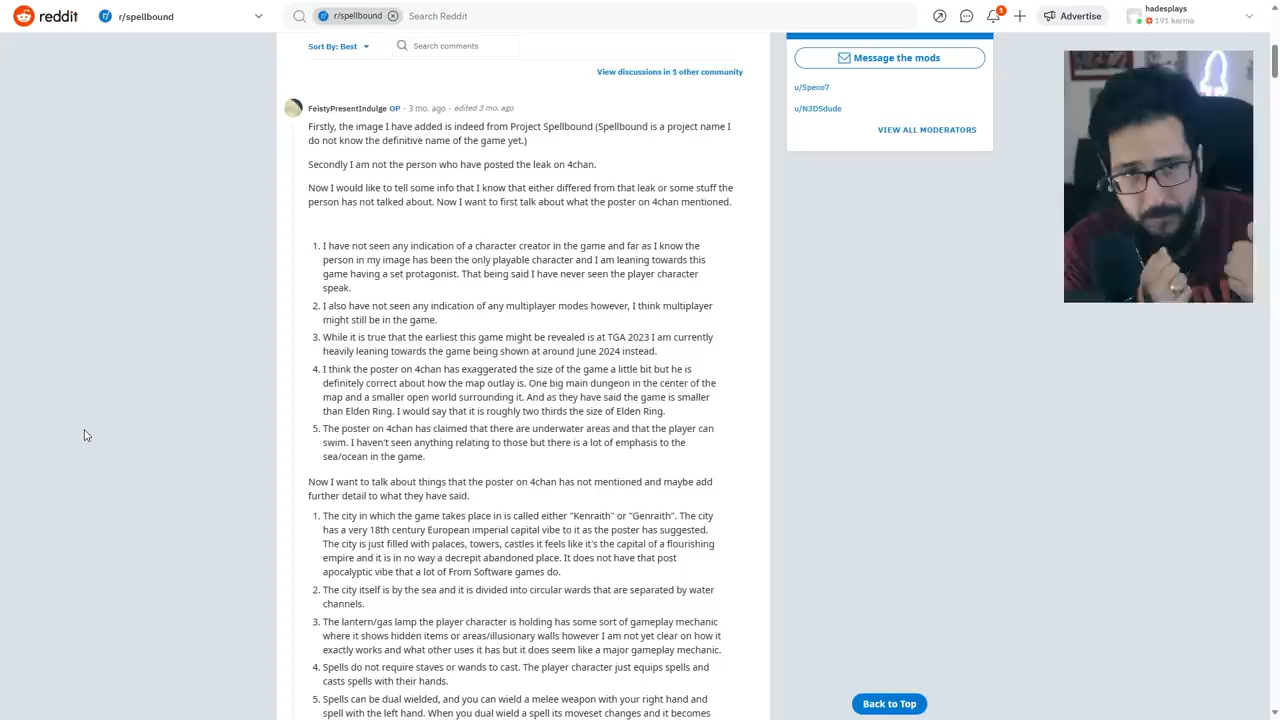 reddit
r/spellbound
r/spellbound
Search Reddit
1
Advertise
hadesplays
191 karma
Sort By: Best
Search comments
View discussions in 1 other community
Message the mods
u/Speco7
u/N3DSdude
VIEW ALL MODERATORS
FeistyPresentIndulge OP · 3 mo. ago · edited 3 mo. ago
Firstly, the image I have added is indeed from Project Spellbound (Spellbound is a project name I
do not know the definitive name of the game yet.)
Secondly I am not the person who have posted the leak on 4chan.
Now I would like to tell some info that I know that either differed from that leak or some stuff the
person has not talked about. Now I want to first talk about what the poster on 4chan mentioned.
1. I have not seen any indication of a character creator in the game and far as I know the
person in my image has been the only playable character and I am leaning towards this
game having a set protagonist. That being said I have never seen the player character
speak.
2. I also have not seen any indication of any multiplayer modes however, I think multiplayer
might still be in the game.
3. While it is true that the earliest this game might be revealed is at TGA 2023 I am currently
heavily leaning towards the game being shown at around June 2024 instead.
4. I think the poster on 4chan has exaggerated the size of the game a little bit but he is
definitely correct about how the map outlay is. One big main dungeon in the center of the
map and a smaller open world surrounding it. And as they have said the game is smaller
than Elden Ring. I would say that it is roughly two thirds the size of Elden Ring.
5. The poster on 4chan has claimed that there are underwater areas and that the player can
swim. I haven't seen anything relating to those but there is a lot of emphasis to the
sea/ocean in the game.
Now I want to talk about things that the poster on 4chan has not mentioned and maybe add
further detail to what they have said.
1. The city in which the game takes place in is called either "Kenraith" or "Genraith". The city
has a very 18th century European imperial capital vibe to it as the poster has suggested.
The city is just filled with palaces, towers, castles it feels like it's the capital of a flourishing
empire and it is in no way a decrepit abandoned place. It does not have that post
apocalyptic vibe that a lot of From Software games do.
2. The city itself is by the sea and it is divided into circular wards that are separated by water
channels.
3. The lantern/gas lamp the player character is holding has some sort of gameplay mechanic
where it shows hidden items or areas/illusionary walls however I am not yet clear on how it
exactly works and what other uses it has but it does seem like a major gameplay mechanic.
4. Spells do not require staves or wands to cast. The player character just equips spells and
casts spells with their hands.
5. Spells can be dual wielded, and you can wield a melee weapon with your right hand and
spell with the left hand. When you dual wield a spell its moveset changes and it becomes
Back to Top